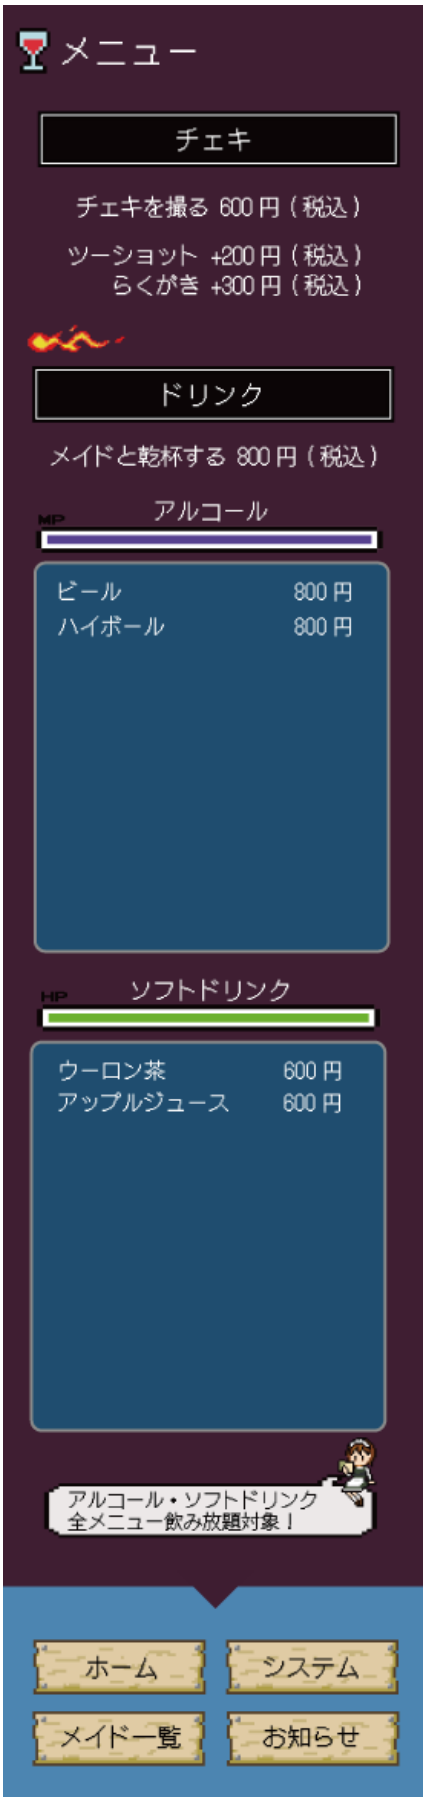 メニュー
チェキ
チェキを撮る 600円(税込)
ツーショット +200円(税込)
らくがき +300円(税込)
ドリンク
メイドと乾杯する 800円(税込)
MP アルコール
ビール 800円
ハイボール 800円
HP ソフトドリンク
ウーロン茶 600円
アップルジュース 600円
アルコール・ソフトドリンク
全メニュー飲み放題対象！
ホーム システム
メイド一覧 お知らせ